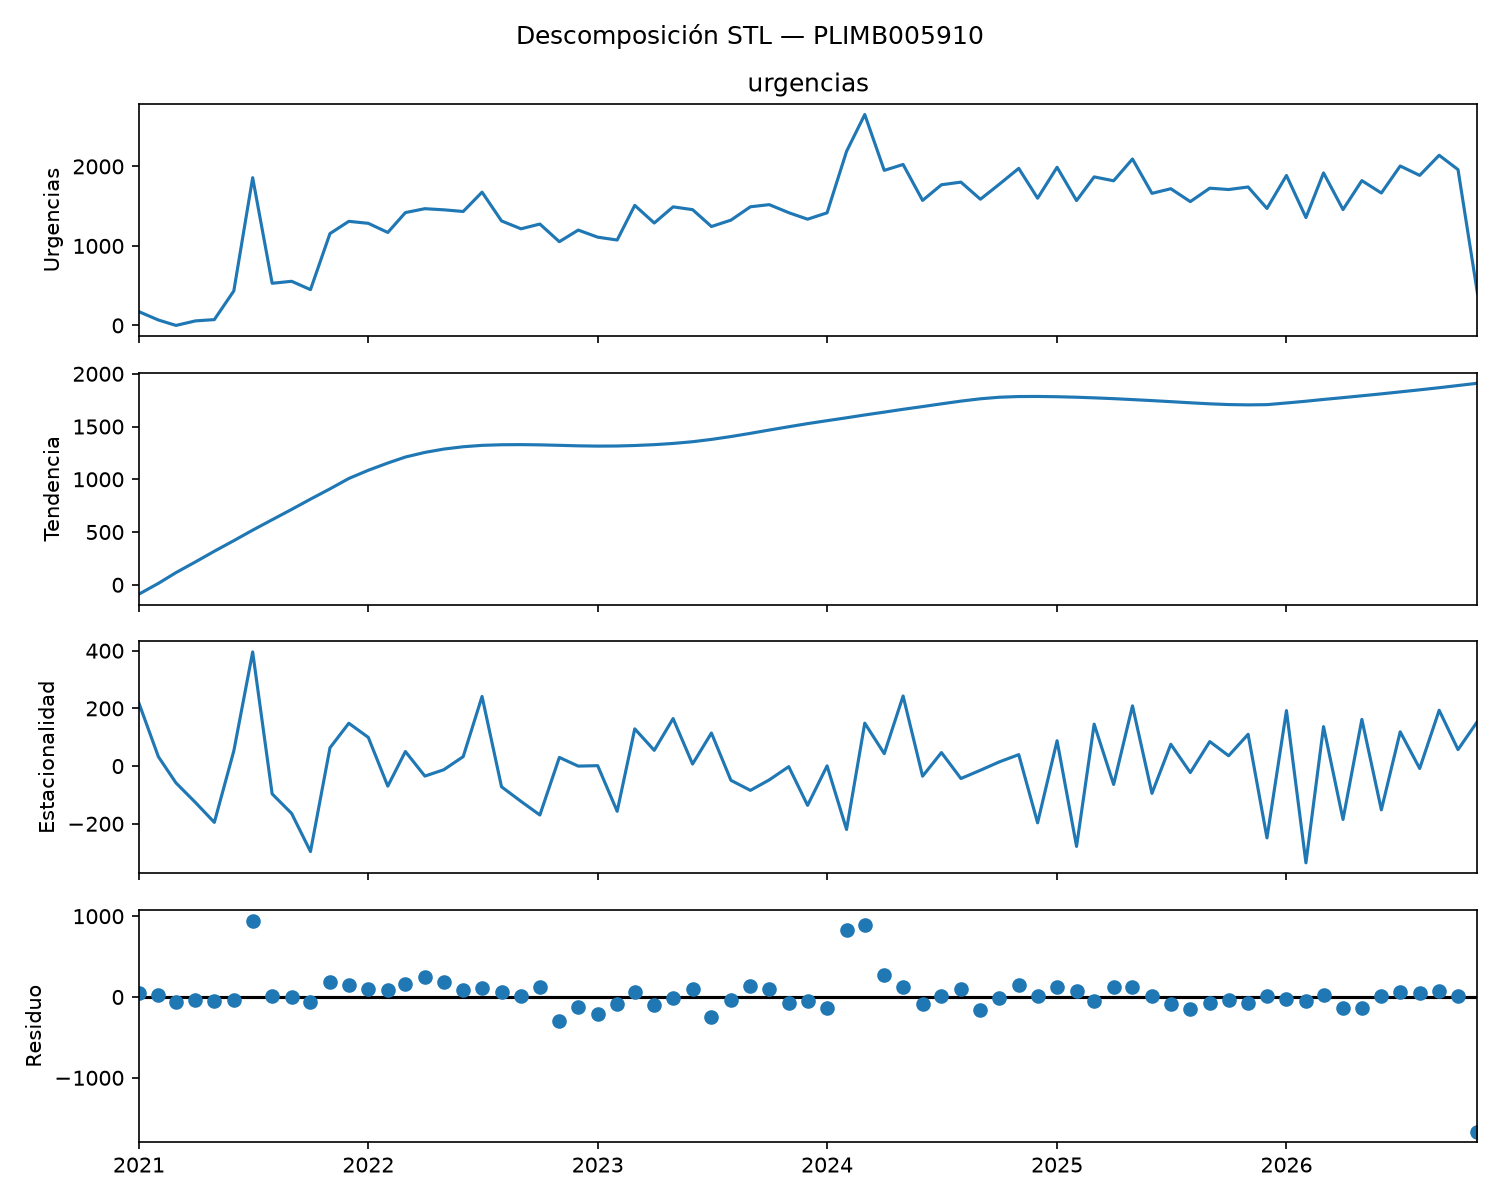 Descomposición STL — PLIMB005910
urgencias
Urgencias
2000
1000
0
Tendencia
2000
1500
1000
500
0
Estacionalidad
400
200
0
−200
Residuo
1000
0
−1000
2021 2022 2023 2024 2025 2026